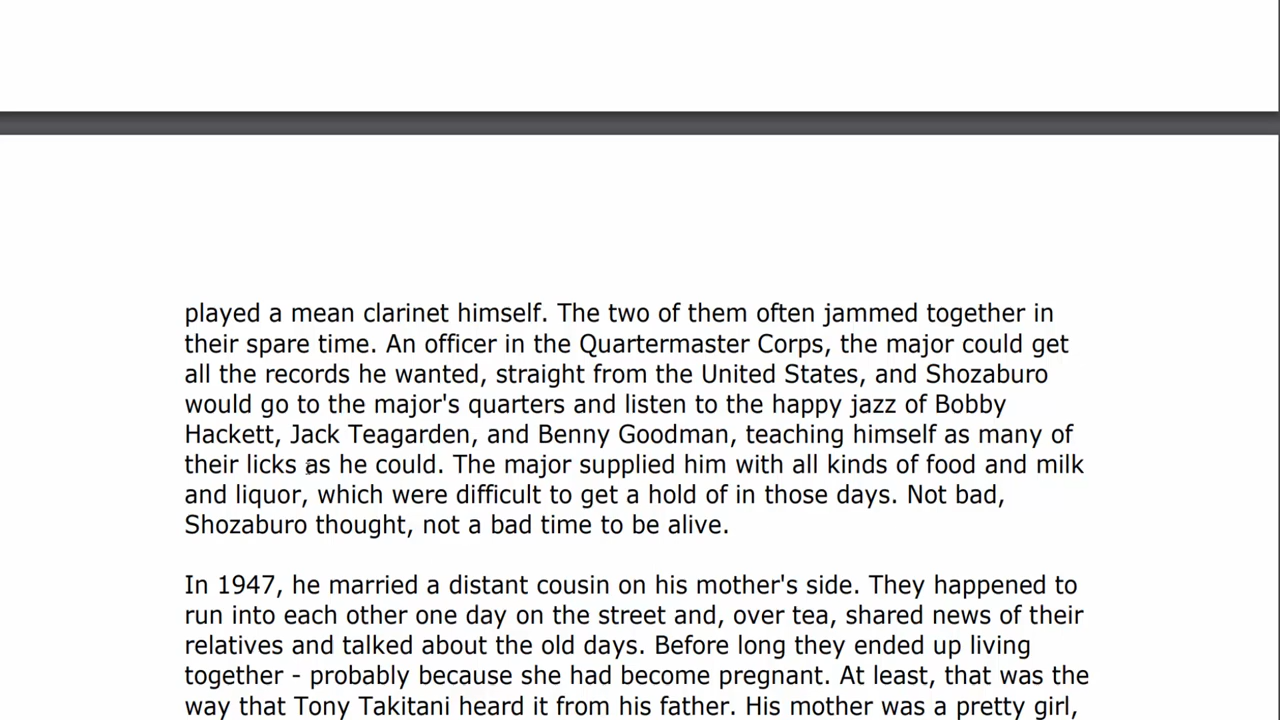 played a mean clarinet himself. The two of them often jammed together in
their spare time. An officer in the Quartermaster Corps, the major could get
all the records he wanted, straight from the United States, and Shozaburo
would go to the major's quarters and listen to the happy jazz of Bobby
Hackett, Jack Teagarden, and Benny Goodman, teaching himself as many of
their licks as he could. The major supplied him with all kinds of food and milk
and liquor, which were difficult to get a hold of in those days. Not bad,
Shozaburo thought, not a bad time to be alive.
In 1947, he married a distant cousin on his mother's side. They happened to
run into each other one day on the street and, over tea, shared news of their
relatives and talked about the old days. Before long they ended up living
together - probably because she had become pregnant. At least, that was the
way that Tony Takitani heard it from his father. His mother was a pretty girl,